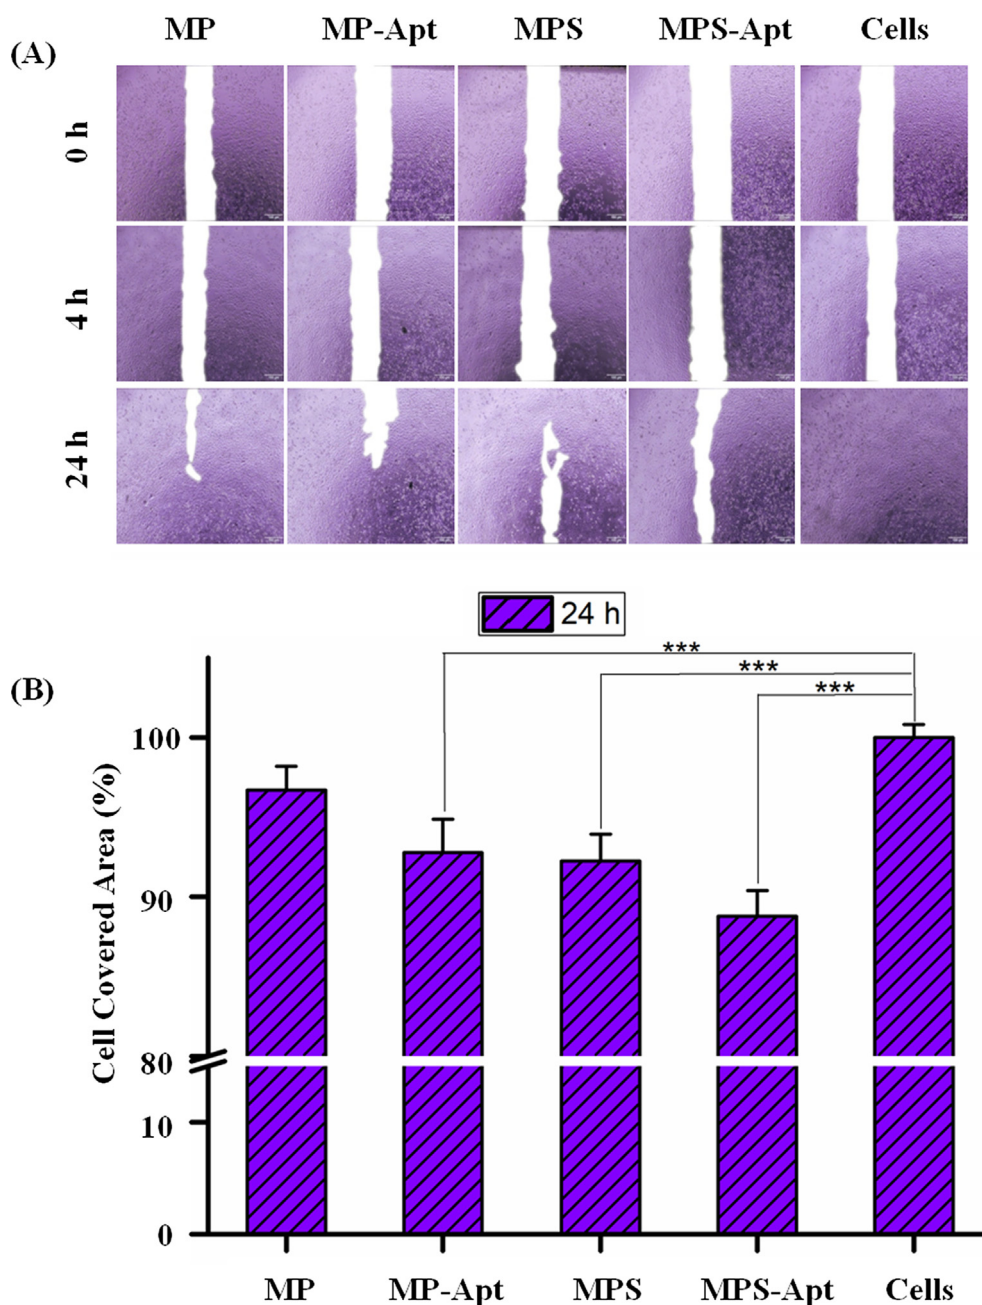 (A)
MP MP-Apt MPS MPS-Apt Cells
0 h
4 h
24 h
24 h
(B)
***
***
***
Cell Covered Area (%)
100
90
80
10
0
MP MP-Apt MPS MPS-Apt Cells